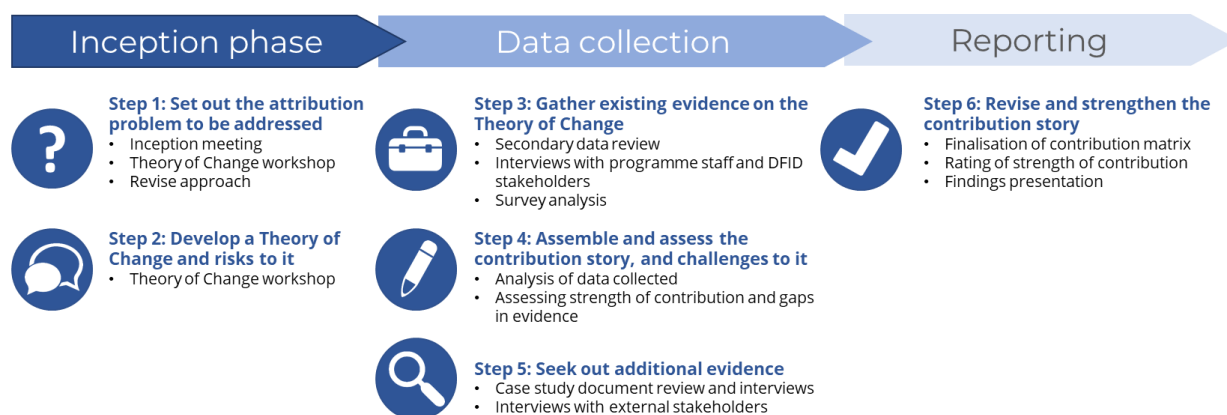 Inception phase
Data collection
Reporting
Step 1: Set out the attribution
problem to be addressed
• Inception meeting
• Theory of Change workshop
• Revise approach
Step 2: Develop a Theory of
Change and risks to it
• Theory of Change workshop
Step 3: Gather existing evidence on the
Theory of Change
• Secondary data review
• Interviews with programme staff and DFID
stakeholders
• Survey analysis
Step 4: Assemble and assess the
contribution story, and challenges to it
• Analysis of data collected
• Assessing strength of contribution and gaps
in evidence
Step 5: Seek out additional evidence
• Case study document review and interviews
• Interviews with external stakeholders
Step 6: Revise and strengthen the
contribution story
• Finalisation of contribution matrix
• Rating of strength of contribution
• Findings presentation